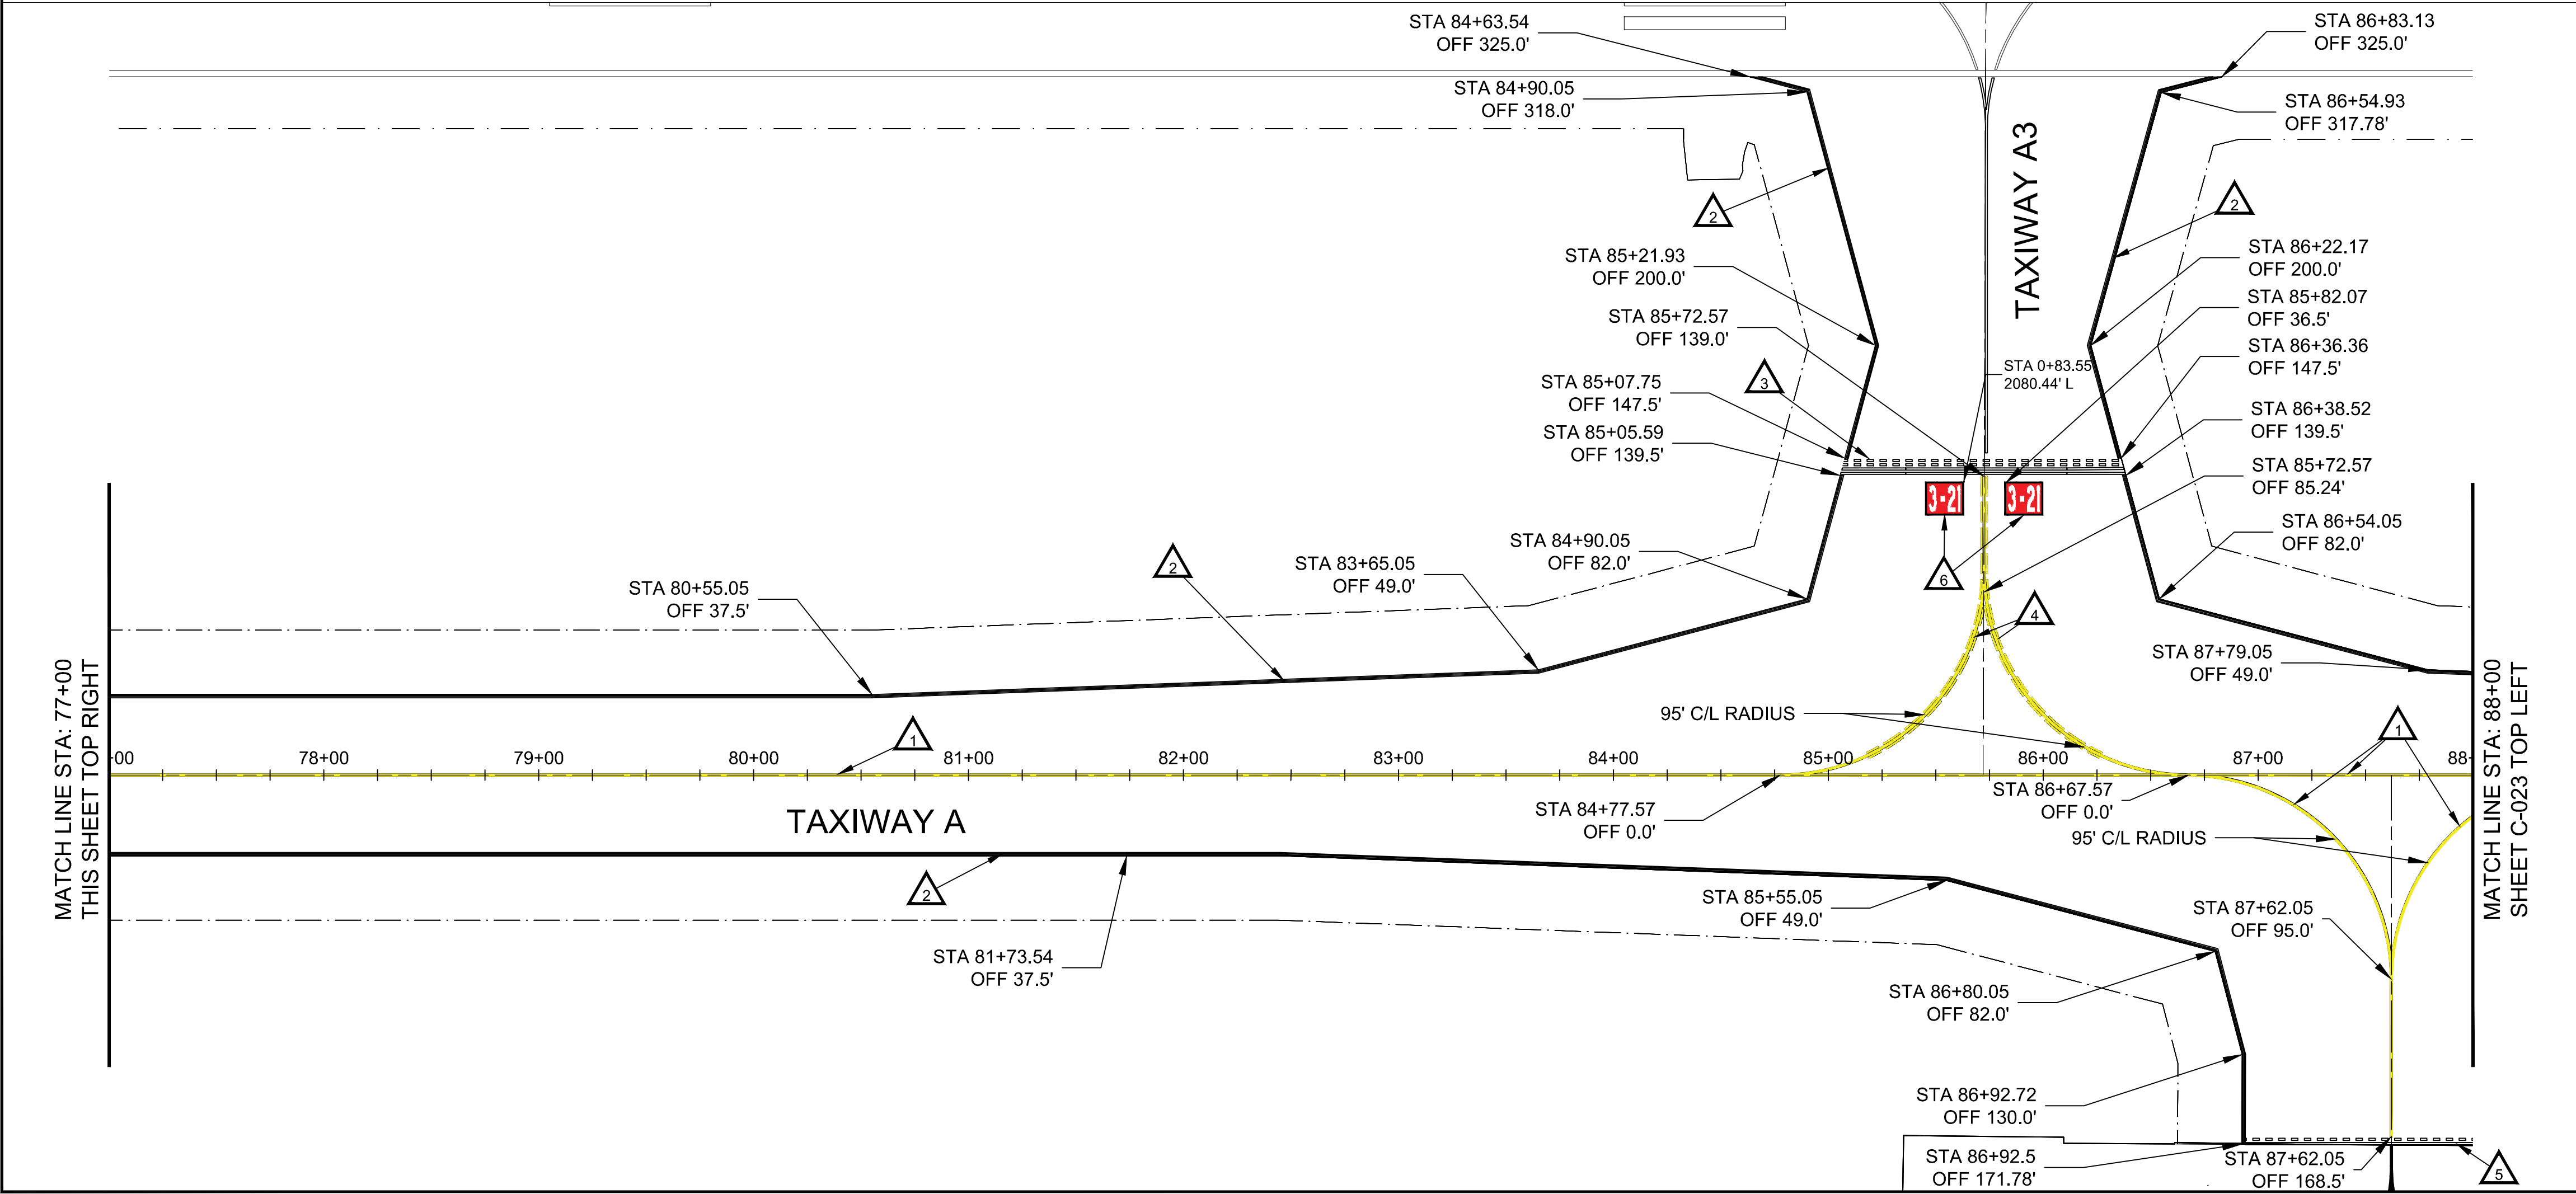 STA 84+63.54
OFF 325.0'
STA 86+83.13
OFF 325.0'
STA 84+90.05
OFF 318.0'
STA 86+54.93
OFF 317.78'
TAXIWAY A3
2
2
STA 85+21.93
OFF 200.0'
STA 86+22.17
OFF 200.0'
STA 85+72.57
OFF 139.0'
STA 85+82.07
OFF 36.5'
STA 86+36.36
OFF 147.5'
STA 0+83.55
2080.44' L
3
STA 85+07.75
OFF 147.5'
STA 85+05.59
OFF 139.5'
STA 86+38.52
OFF 139.5'
STA 85+72.57
OFF 85.24'
3-21
3-21
STA 86+54.05
OFF 82.0'
STA 84+90.05
OFF 82.0'
6
2
STA 83+65.05
OFF 49.0'
STA 80+55.05
OFF 37.5'
4
STA 87+79.05
OFF 49.0'
MATCH LINE STA: 77+00
THIS SHEET TOP RIGHT
MATCH LINE STA: 88+00
SHEET C-023 TOP LEFT
95' C/L RADIUS
1
1
+00
78+00
79+00
80+00
81+00
82+00
83+00
84+00
85+00
86+00
87+00
88
TAXIWAY A
STA 84+77.57
OFF 0.0'
STA 86+67.57
OFF 0.0'
95' C/L RADIUS
2
STA 85+55.05
OFF 49.0'
STA 87+62.05
OFF 95.0'
STA 81+73.54
OFF 37.5'
STA 86+80.05
OFF 82.0'
STA 86+92.72
OFF 130.0'
STA 86+92.5
OFF 171.78'
STA 87+62.05
OFF 168.5'
5